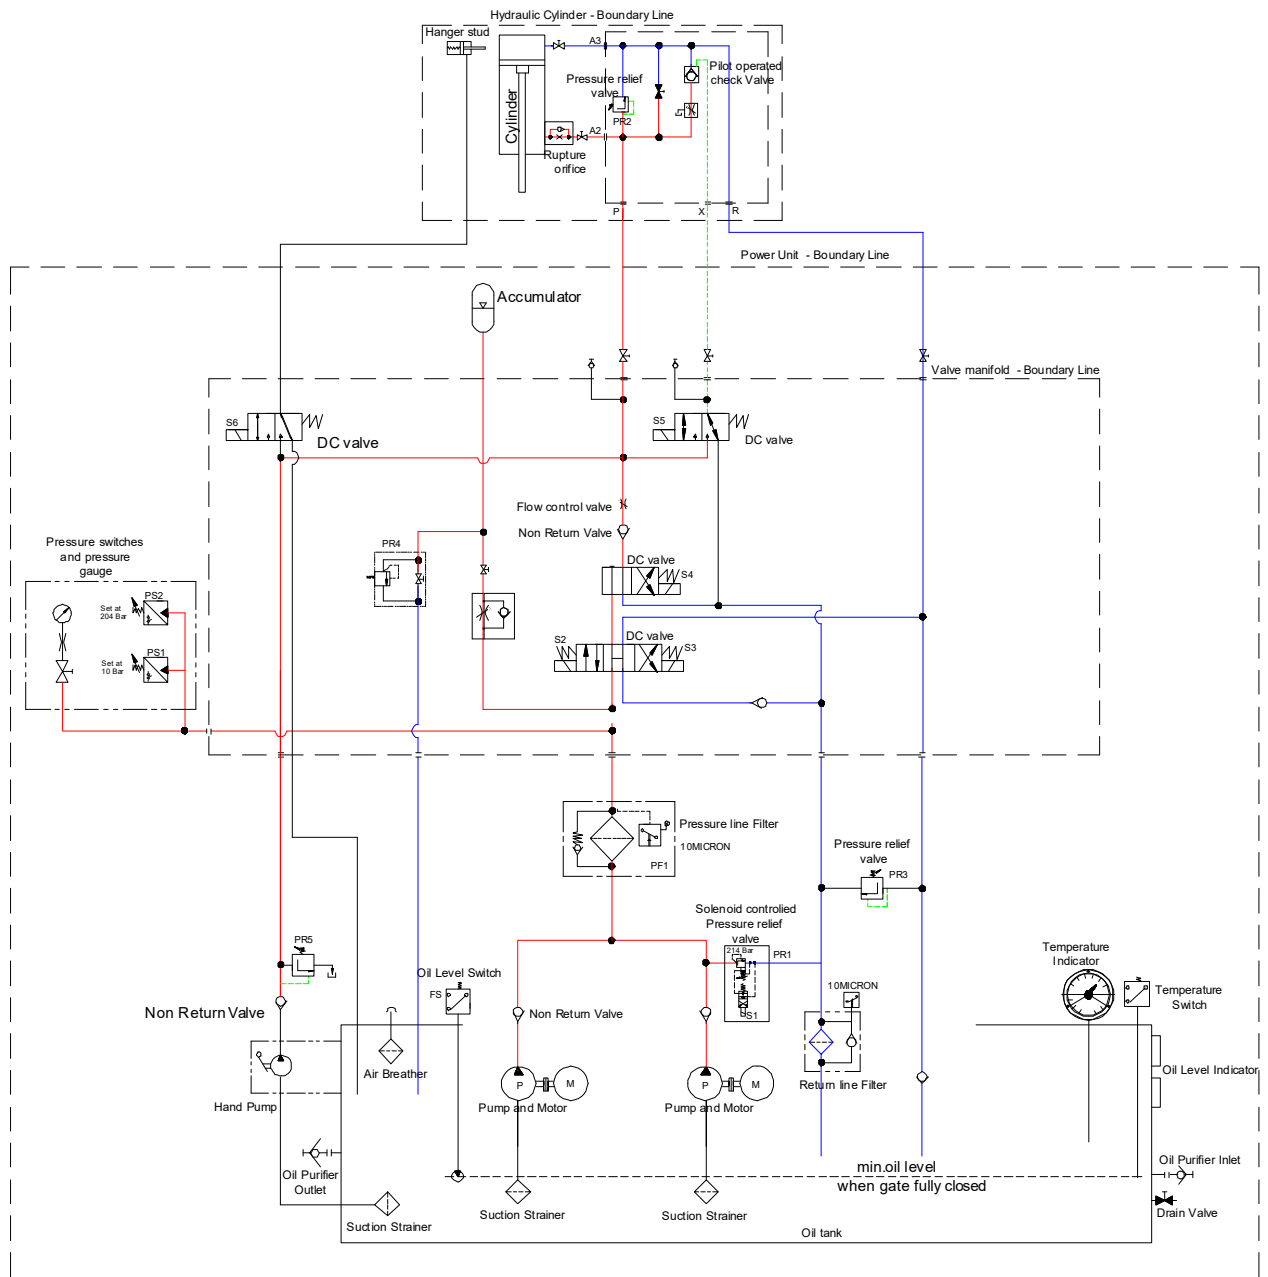 Hydraulic Cylinder - Boundary Line
Hanger stud
A3
Pilot operated
check Valve
Pressure relief
valve
PR2
Cylinder
A2
Rupture
orifice
P
X
R
Power Unit - Boundary Line
Accumulator
Valve manifold - Boundary Line
S6
DC valve
S5
DC valve
Flow control valve
Non Return Valve
PR4
DC valve
S4
Pressure switches
and pressure
gauge
PS2
Set at
204 Bar
PS1
Set at
10 Bar
S2
DC valve
S3
Pressure line Filter
10MICRON
PF1
Pressure relief
valve
PR3
Solenoid controlled
Pressure relief
valve
214 Bar
PR1
S1
PR5
Oil Level Switch
FS
Temperature
Indicator
Temperature
Switch
10MICRON
Non Return Valve
Non Return Valve
Air Breather
P
M
P
M
Return line Filter
Oil Level Indicator
Hand Pump
Pump and Motor
Pump and Motor
min.oil level
when gate fully closed
Oil Purifier Inlet
Oil Purifier
Outlet
Suction Strainer
Suction Strainer
Suction Strainer
Drain Valve
Oil tank